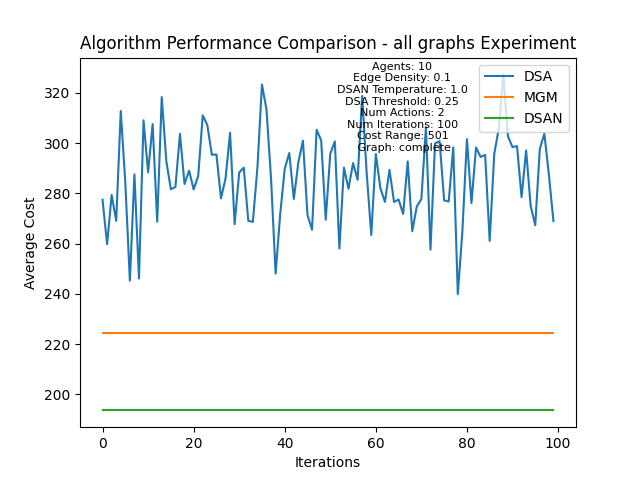 Algorithm Performance Comparison - all graphs Experiment
Agents: 10
Edge Density: 0.1
DSAN Temperature: 1.0
DSA Threshold: 0.25
Num Actions: 2
Num Iterations: 100
Cost Range: 501
Graph: complete
DSA
MGM
DSAN
Average Cost
320
300
280
260
240
220
200
0
20
40
60
80
100
Iterations